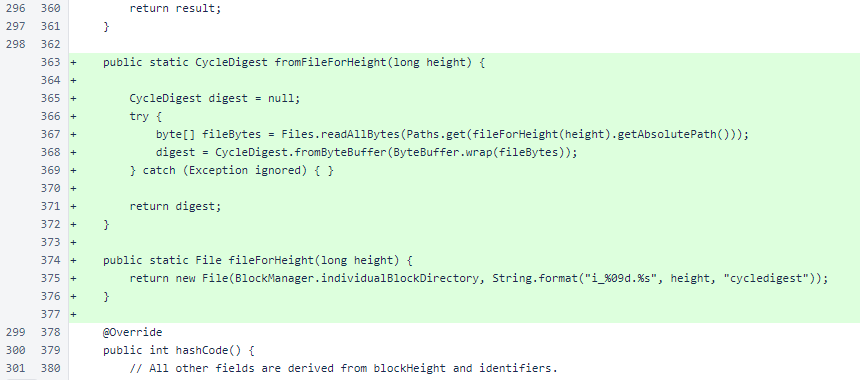 296 360 return result;
297 361 }
298 362
363 + public static CycleDigest fromFileForHeight(long height) {
364 +
365 + CycleDigest digest = null;
366 + try {
367 + byte[] fileBytes = Files.readAllBytes(Paths.get(fileForHeight(height).getAbsolutePath()));
368 + digest = CycleDigest.fromByteBuffer(ByteBuffer.wrap(fileBytes));
369 + } catch (Exception ignored) { }
370 +
371 + return digest;
372 + }
373 +
374 + public static File fileForHeight(long height) {
375 + return new File(BlockManager.individualBlockDirectory, String.format("i_%09d.%s", height, "cycledigest"));
376 + }
377 +
299 378 @Override
300 379 public int hashCode() {
301 380 // All other fields are derived from blockHeight and identifiers.